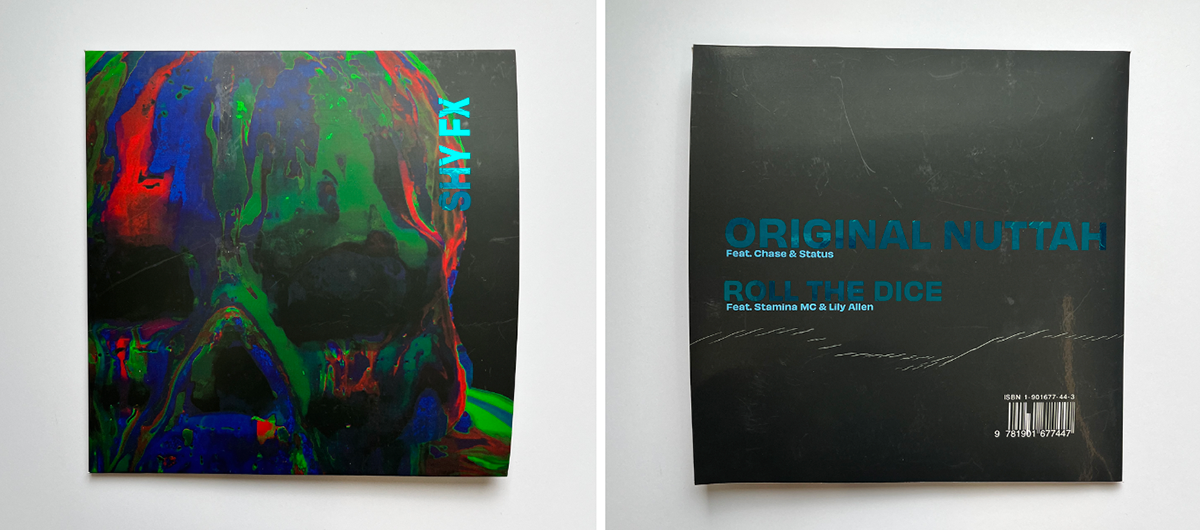 SHY FX
ORIGINAL NUTTAH
Feat. Chase & Status
ROLL THE DICE
Feat. Stamina MC & Lily Allen
ISBN 1-901677-44-3
9 781901 677447